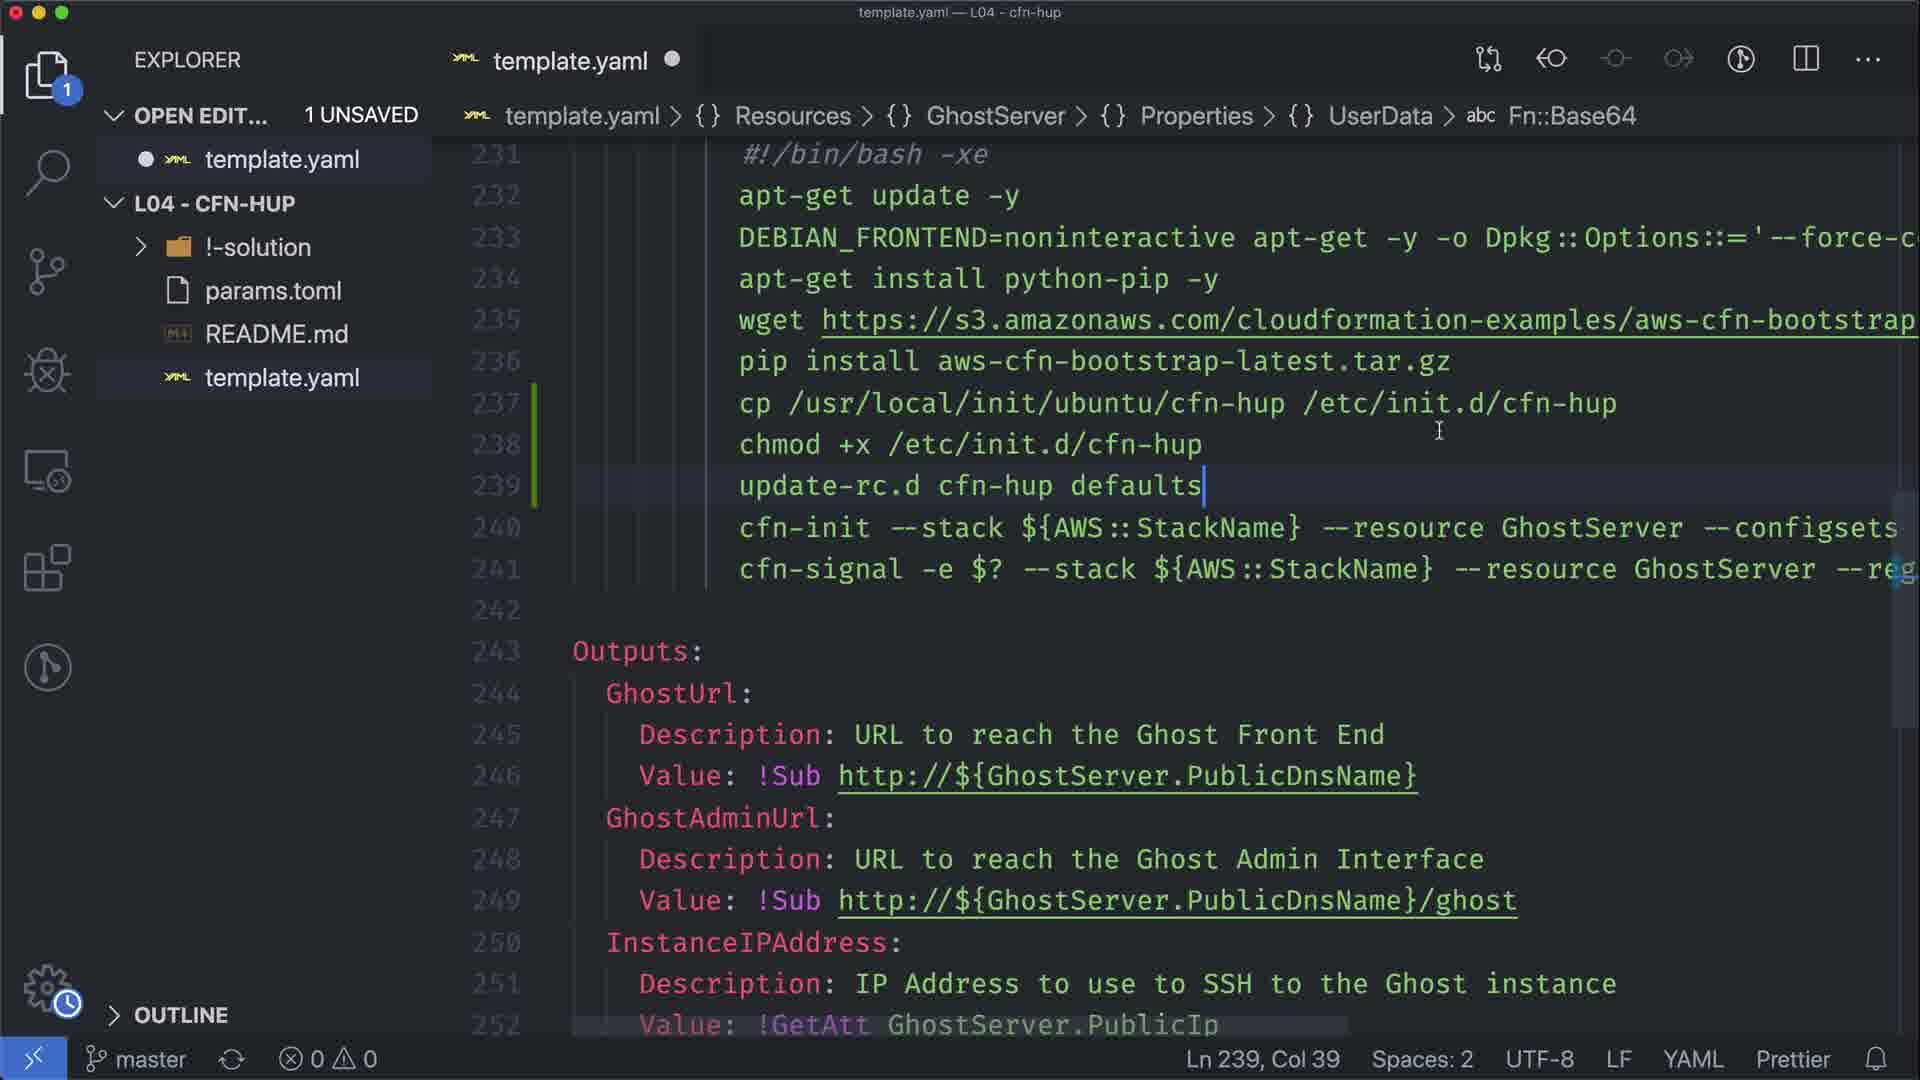 template.yaml — L04 - cfn-hup
EXPLORER
1
OPEN EDIT... 1 UNSAVED
template.yaml
L04 - CFN-HUP
!-solution
params.toml
README.md
template.yaml
OUTLINE
template.yaml
template.yaml > {} Resources > {} GhostServer > {} Properties > {} UserData > abc Fn::Base64
231 #!/bin/bash -xe
232 apt-get update -y
233 DEBIAN_FRONTEND=noninteractive apt-get -y -o Dpkg::Options::='--force-c
234 apt-get install python-pip -y
235 wget https://s3.amazonaws.com/cloudformation-examples/aws-cfn-bootstrap
236 pip install aws-cfn-bootstrap-latest.tar.gz
237 cp /usr/local/init/ubuntu/cfn-hup /etc/init.d/cfn-hup
238 chmod +x /etc/init.d/cfn-hup
239 update-rc.d cfn-hup defaults
240 cfn-init --stack ${AWS::StackName} --resource GhostServer --configsets
241 cfn-signal -e $? --stack ${AWS::StackName} --resource GhostServer --reg
242
243 Outputs:
244 GhostUrl:
245 Description: URL to reach the Ghost Front End
246 Value: !Sub http://${GhostServer.PublicDnsName}
247 GhostAdminUrl:
248 Description: URL to reach the Ghost Admin Interface
249 Value: !Sub http://${GhostServer.PublicDnsName}/ghost
250 InstanceIPAddress:
251 Description: IP Address to use to SSH to the Ghost instance
252 Value: !GetAtt GhostServer.PublicIp
master 0 0 Ln 239, Col 39 Spaces: 2 UTF-8 LF YAML Prettier